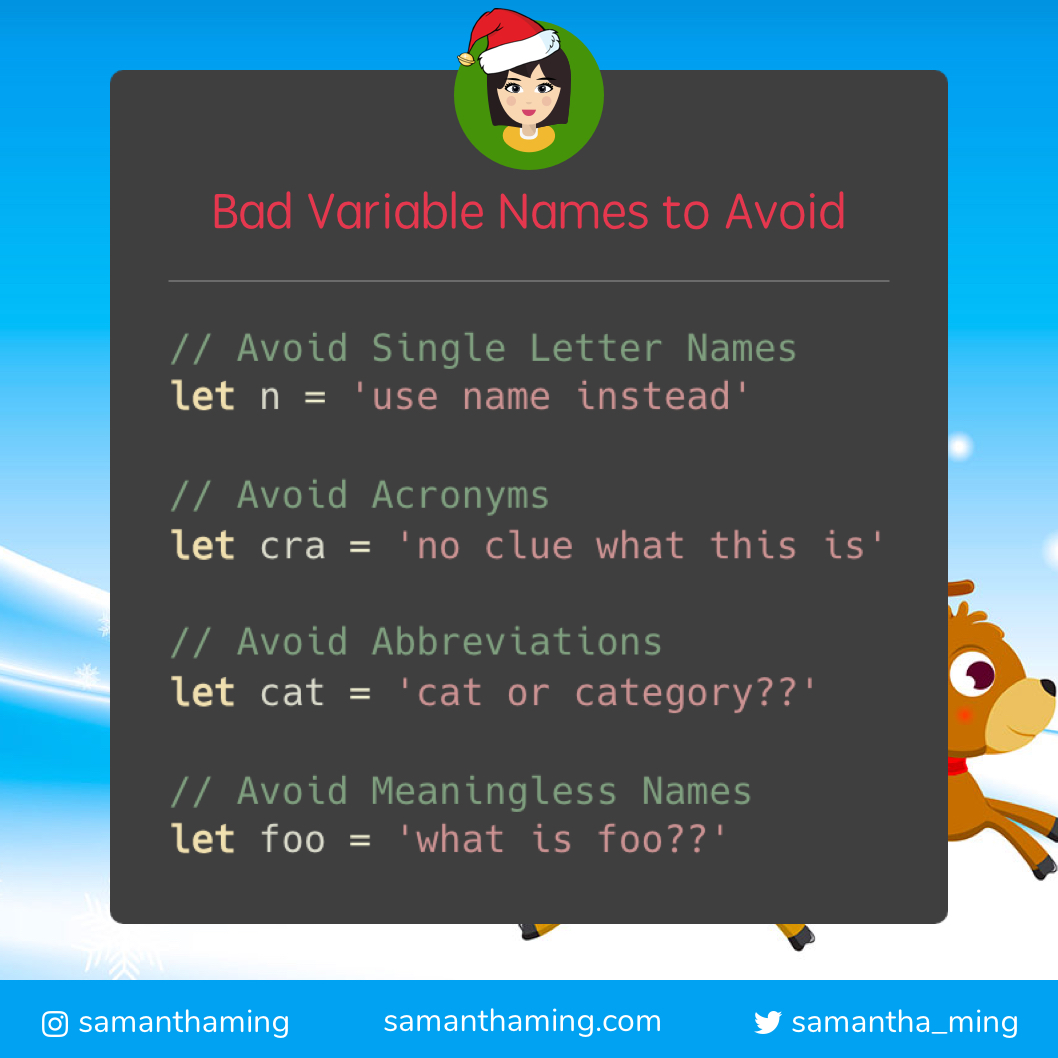 Bad Variable Names to Avoid
// Avoid Single Letter Names
let n = 'use name instead'
// Avoid Acronyms
let cra = 'no clue what this is'
// Avoid Abbreviations
let cat = 'cat or category??'
// Avoid Meaningless Names
let foo = 'what is foo??'
samanthaming
samanthaming.com
samantha_ming